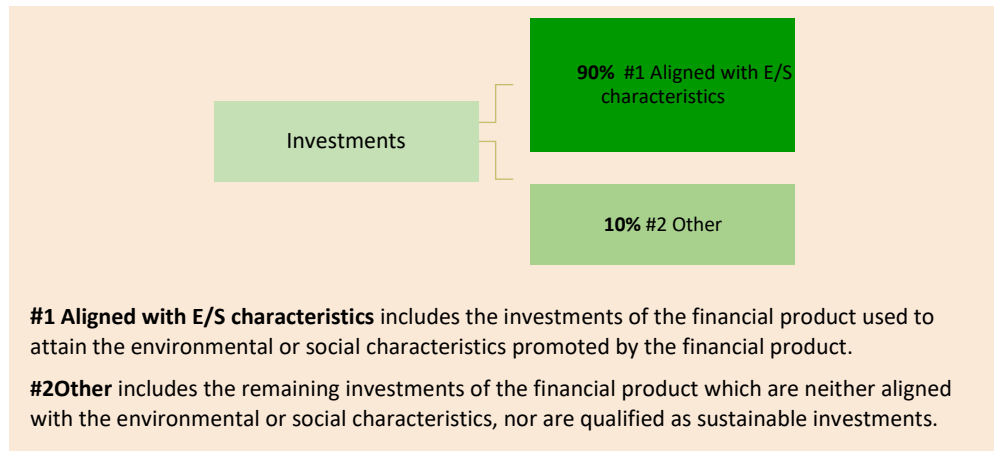 90% #1 Aligned with E/S
characteristics
Investments
10% #2 Other
#1 Aligned with E/S characteristics includes the investments of the financial product used to
attain the environmental or social characteristics promoted by the financial product.
#2Other includes the remaining investments of the financial product which are neither aligned
with the environmental or social characteristics, nor are qualified as sustainable investments.